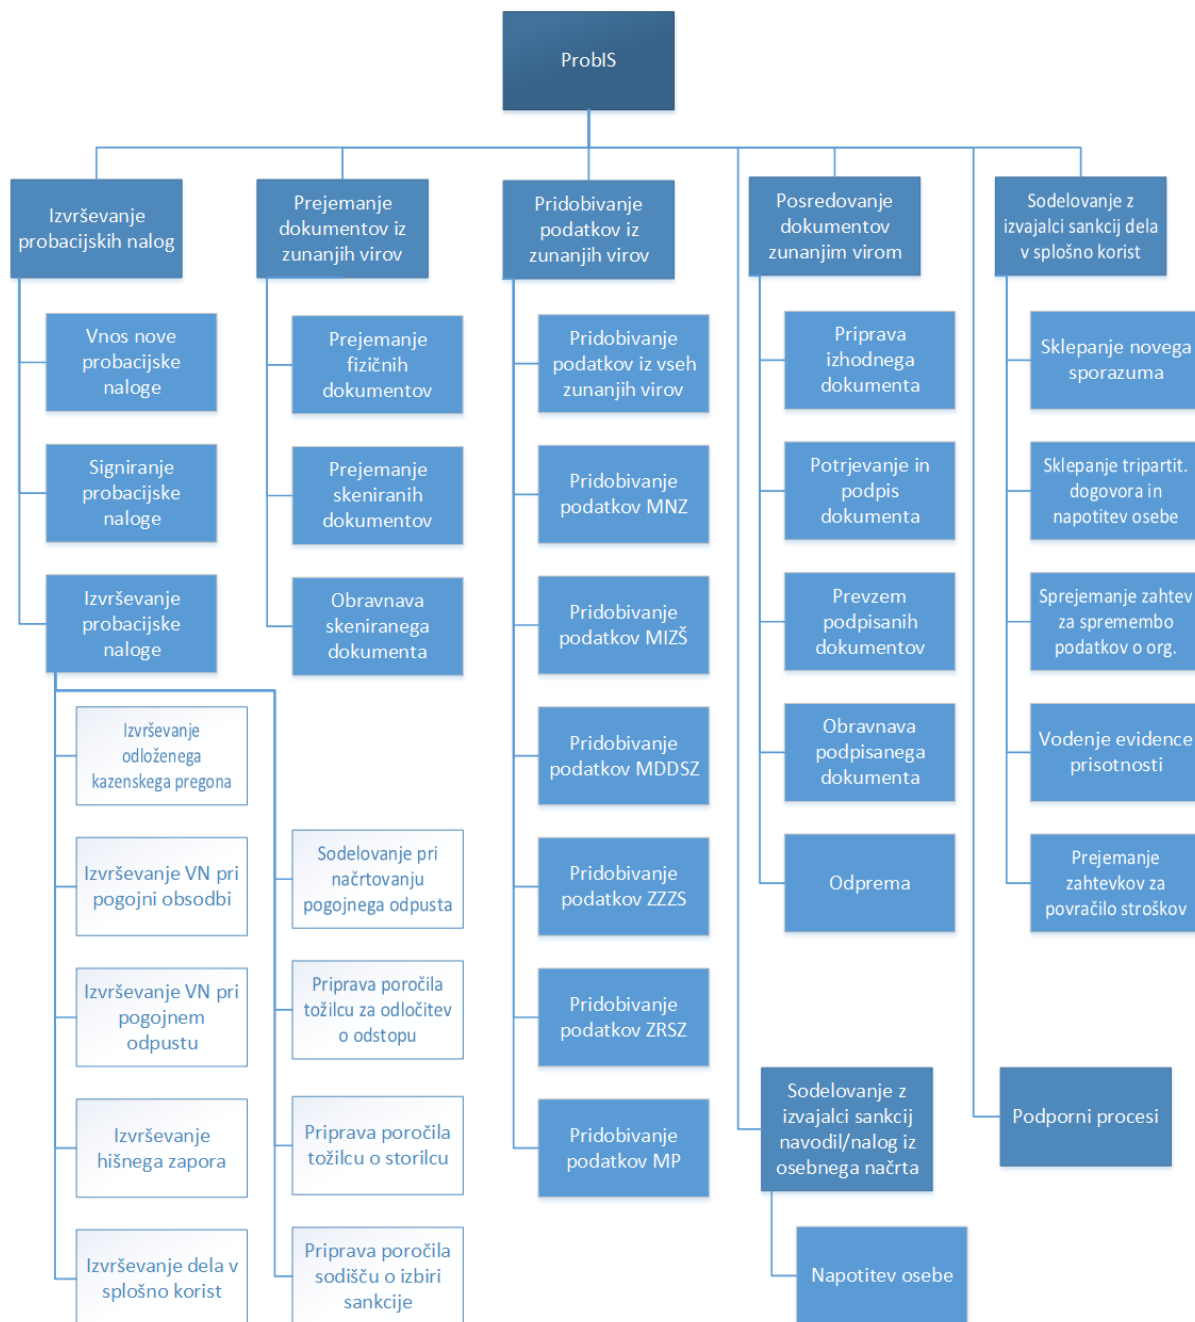 ProbIS
Izvrševanje
probacijskih nalog
Prejemanje
dokumentov iz
zunanjih virov
Pridobivanje
podatkov iz
zunanjih virov
Posredovanje
dokumentov
zunanjim virom
Sodelovanje z
izvajalci sankcij dela
v splošno korist
Vnos nove
probacijske
naloge
Signiranje
probacijske
naloge
Izvrševanje
probacijske
naloge
Izvrševanje
odloženega
kazenskega pregona
Izvrševanje VN pri
pogojni obsodbi
Izvrševanje VN pri
pogojnem
odpustu
Izvrševanje
hišnega zapora
Izvrševanje dela v
splošno korist
Sodelovanje pri
načrtovanju
pogojnega odpusta
Priprava poročila
tožilcu za odločitev
o odstopu
Priprava poročila
tožilcu o storilcu
Priprava poročila
sodišču o izbiri
sankcije
Prejemanje
fizičnih
dokumentov
Prejemanje
skeniranih
dokumentov
Obravnava
skeniranega
dokumenta
Pridobivanje
podatkov iz vseh
zunanjih virov
Pridobivanje
podatkov MNZ
Pridobivanje
podatkov MIZŠ
Pridobivanje
podatkov MDDSZ
Pridobivanje
podatkov ZZZS
Pridobivanje
podatkov ZRSZ
Pridobivanje
podatkov MP
Priprava
izhodnega
dokumenta
Potrjevanje in
podpis
dokumenta
Prevzem
podpisanih
dokumentov
Obravnava
podpisanega
dokumenta
Odprema
Sklepanje novega
sporazuma
Sklepanje tripartit.
dogovora in
napotitev osebe
Sprejemanje zahtev
za spremembo
podatkov o org.
Vodenje evidence
prisotnosti
Prejemanje
zahtevkov za
povračilo stroškov
Sodelovanje z
izvajalci sankcij
navodil/nalog iz
osebnega načrta
Napotitev osebe
Podporni procesi